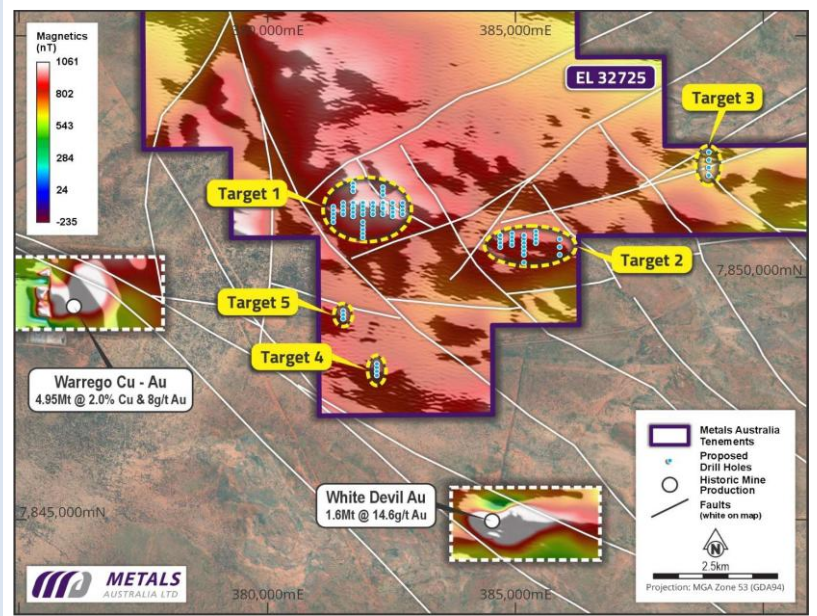 Magnetics
(nT)
1061
802
543
284
24
-235
385,000mE
EL 32725
Target 3
Target 1
Target 2
7,850,000mN
Target 5
Target 4
Warrego Cu - Au
4.95Mt @ 2.0% Cu & 8g/t Au
White Devil Au
1.6Mt @ 14.6g/t Au
7,845,000mN
Metals Australia
Tenements
Proposed
Drill Holes
Historic Mine
Production
Faults
(white on map)
N
2.5km
Projection: MGA Zone 53 (GDA94)
METALS
AUSTRALIA LTD
380,000mE
385,000mE